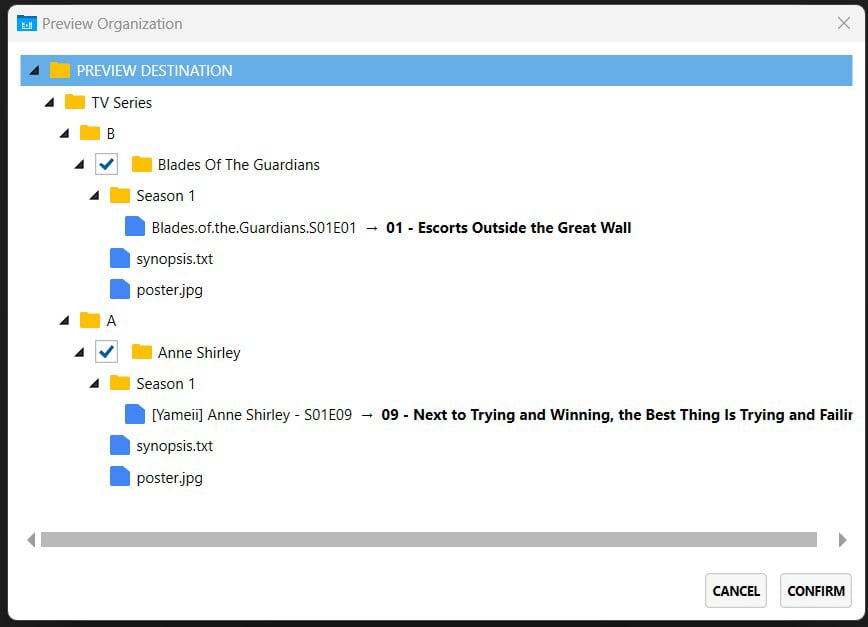 Preview Organization
PREVIEW DESTINATION
TV Series
B
Blades Of The Guardians
Season 1
Blades.of.the.Guardians.S01E01 → 01 - Escorts Outside the Great Wall
synopsis.txt
poster.jpg
A
Anne Shirley
Season 1
[Yameii] Anne Shirley - S01E09 → 09 - Next to Trying and Winning, the Best Thing Is Trying and
synopsis.txt
poster.jpg
CANCEL CONFIRM